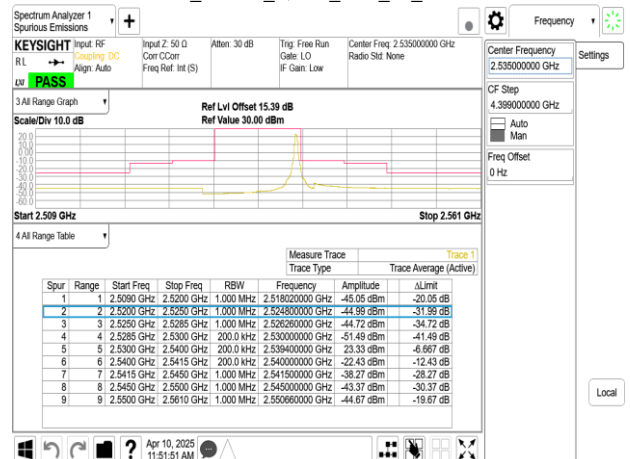 Spectrum Analyzer 1
Spurious Emissions
Frequency
KEYSIGHT
Input: RF
Input Z: 50 Ω
Atten: 30 dB
Trig: Free Run
Center Freq: 2.535000000 GHz
RL
Coupling: DC
Corr CCorr
Gate: LO
Radio Std: None
Align: Auto
Freq Ref: Int (S)
IF Gain: Low
LXI
PASS
Center Frequency
2.535000000 GHz
Settings
CF Step
4.399000000 GHz
Auto
Man
Freq Offset
0 Hz
Local
3 All Range Graph
Ref Lvl Offset 15.39 dB
Scale/Div 10.0 dB
Ref Value 30.00 dBm
20.0
10.0
0.00
-10.0
-20.0
-30.0
-40.0
-50.0
-60.0
Start 2.509 GHz
Stop 2.561 GHz
4 All Range Table
Measure Trace
Trace 1
Trace Type
Trace Average (Active)
Spur Range Start Freq Stop Freq RBW Frequency Amplitude ΔLimit
1 1 2.5090 GHz 2.5200 GHz 1.000 MHz 2.518020000 GHz -45.05 dBm -20.05 dB
2 2 2.5200 GHz 2.5250 GHz 1.000 MHz 2.524800000 GHz -44.99 dBm -31.99 dB
3 3 2.5250 GHz 2.5285 GHz 1.000 MHz 2.526260000 GHz -44.72 dBm -34.72 dB
4 4 2.5285 GHz 2.5300 GHz 200.0 kHz 2.530000000 GHz -51.49 dBm -41.49 dB
5 5 2.5300 GHz 2.5400 GHz 200.0 kHz 2.539400000 GHz 23.33 dBm -6.667 dB
6 6 2.5400 GHz 2.5415 GHz 200.0 kHz 2.540000000 GHz -22.43 dBm -12.43 dB
7 7 2.5415 GHz 2.5450 GHz 1.000 MHz 2.541500000 GHz -38.27 dBm -28.27 dB
8 8 2.5450 GHz 2.5500 GHz 1.000 MHz 2.545000000 GHz -43.37 dBm -30.37 dB
9 9 2.5500 GHz 2.5610 GHz 1.000 MHz 2.550660000 GHz -44.67 dBm -19.67 dB
Apr 10, 2025
11:51:51 AM